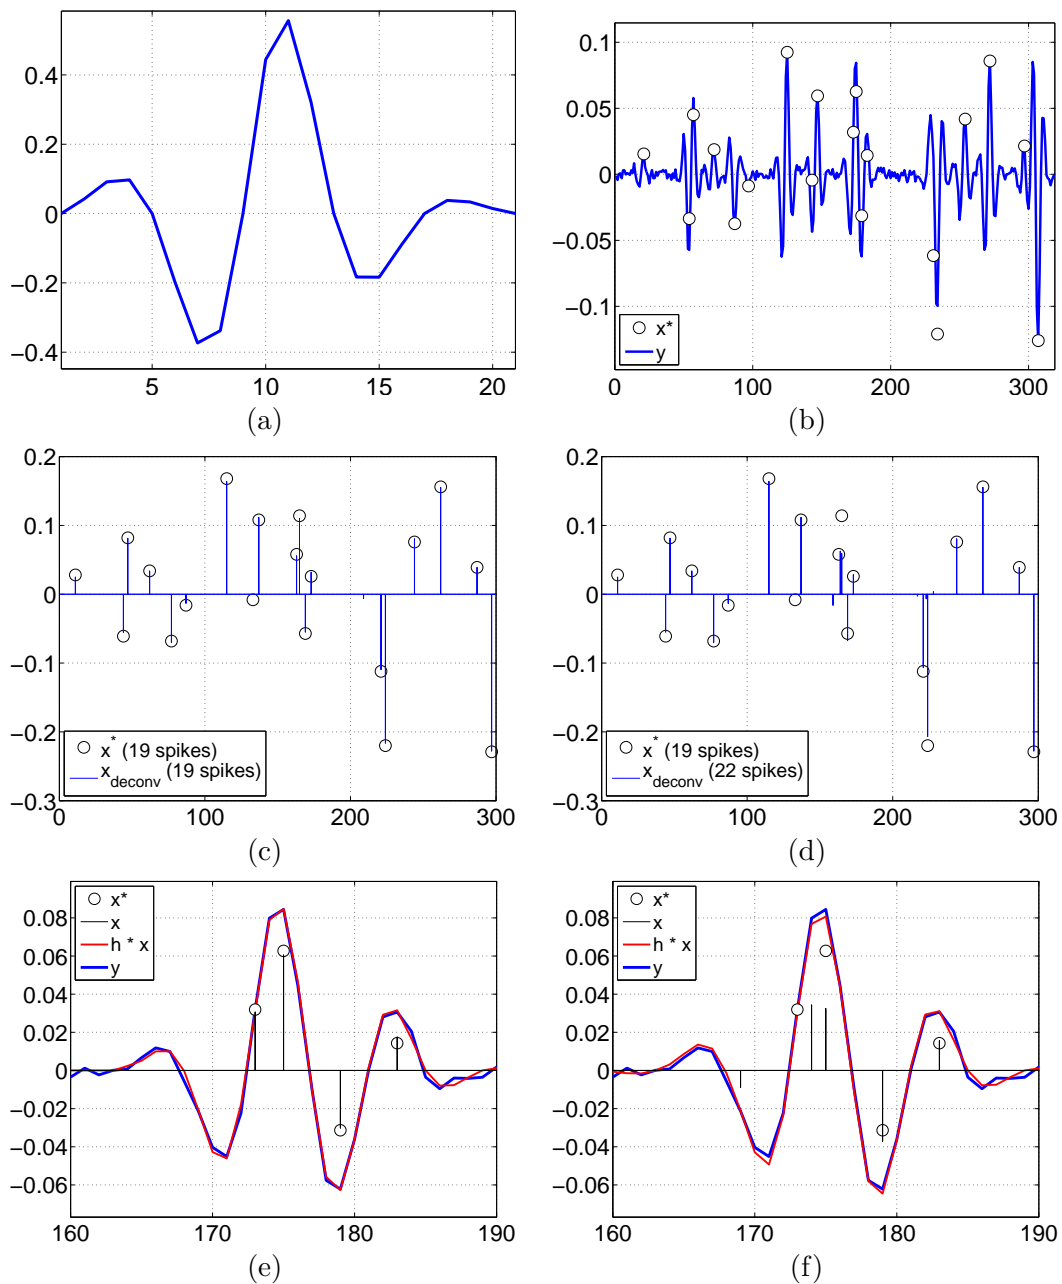 0.4
0.2
0
−0.2
−0.4
5 10 15 20
(a)
0.1
0.05
0
−0.05
−0.1
x*
y
0 100 200 300
(b)
0.2
0.1
0
−0.1
−0.2
−0.3
x* (19 spikes)
x_deconv (19 spikes)
0 100 200 300
(c)
0.2
0.1
0
−0.1
−0.2
−0.3
x* (19 spikes)
x_deconv (22 spikes)
0 100 200 300
(d)
x*
x
h * x
y
0.08
0.06
0.04
0.02
0
−0.02
−0.04
−0.06
160 170 180 190
(e)
x*
x
h * x
y
0.08
0.06
0.04
0.02
0
−0.02
−0.04
−0.06
160 170 180 190
(f)